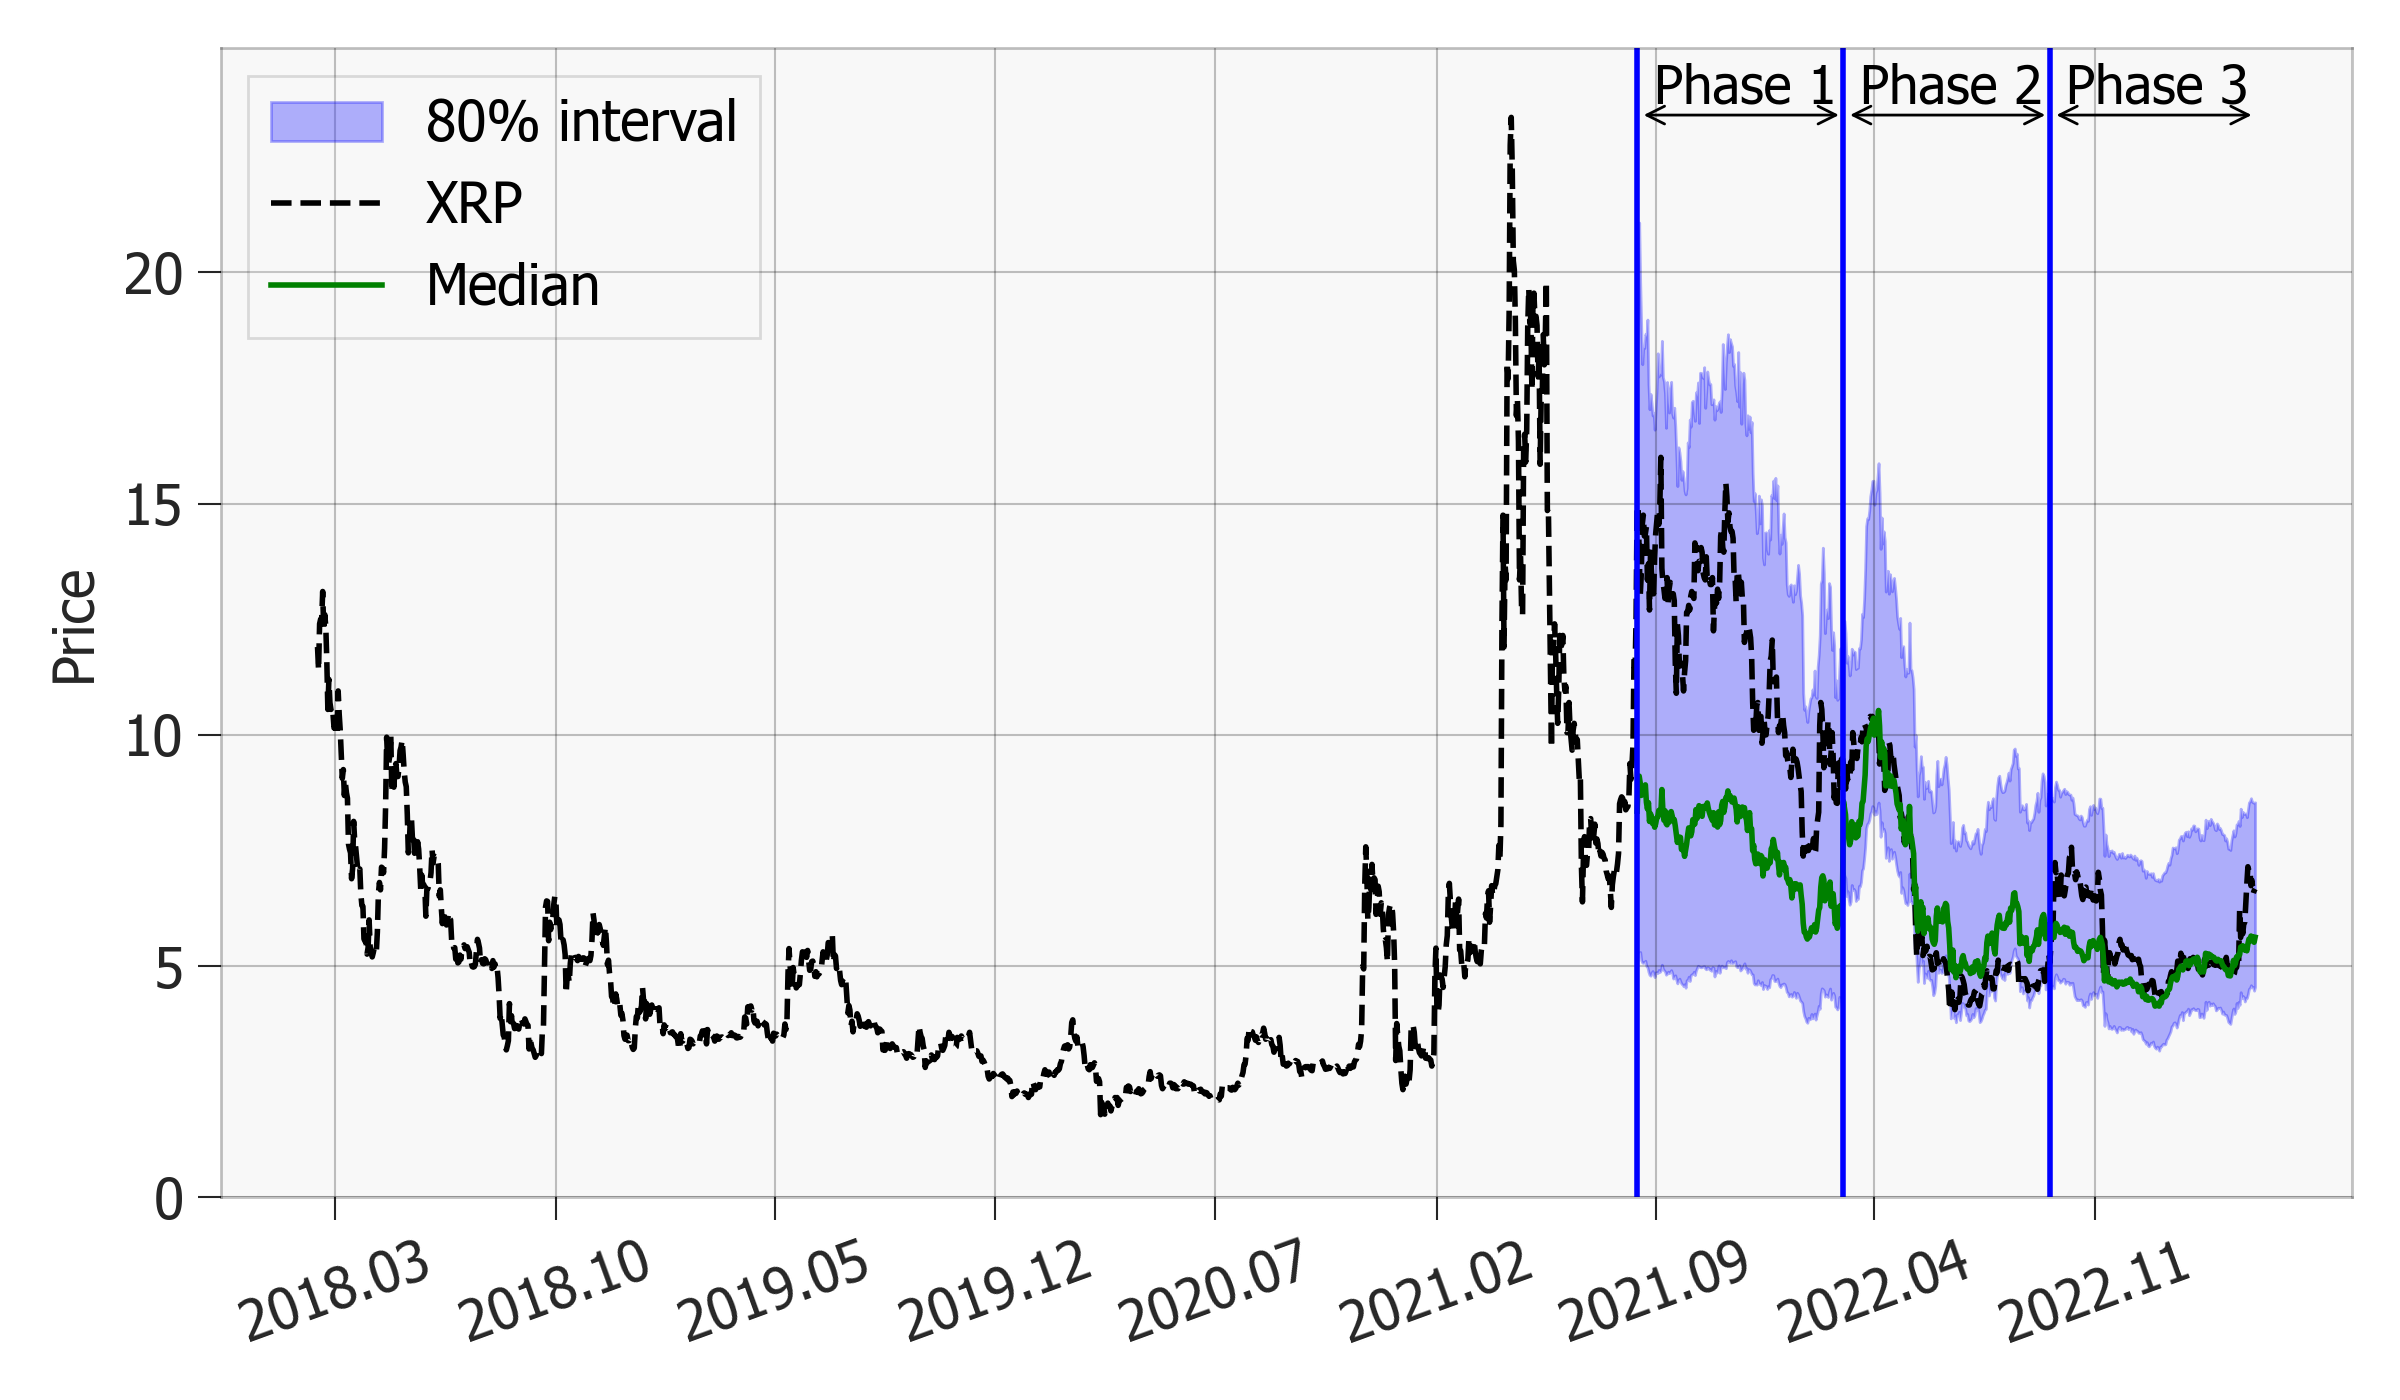 Phase 1
Phase 2
Phase 3
80% interval
XRP
Median
Price
20
15
10
5
0
2018.03
2018.10
2019.05
2019.12
2020.07
2021.02
2021.09
2022.04
2022.11